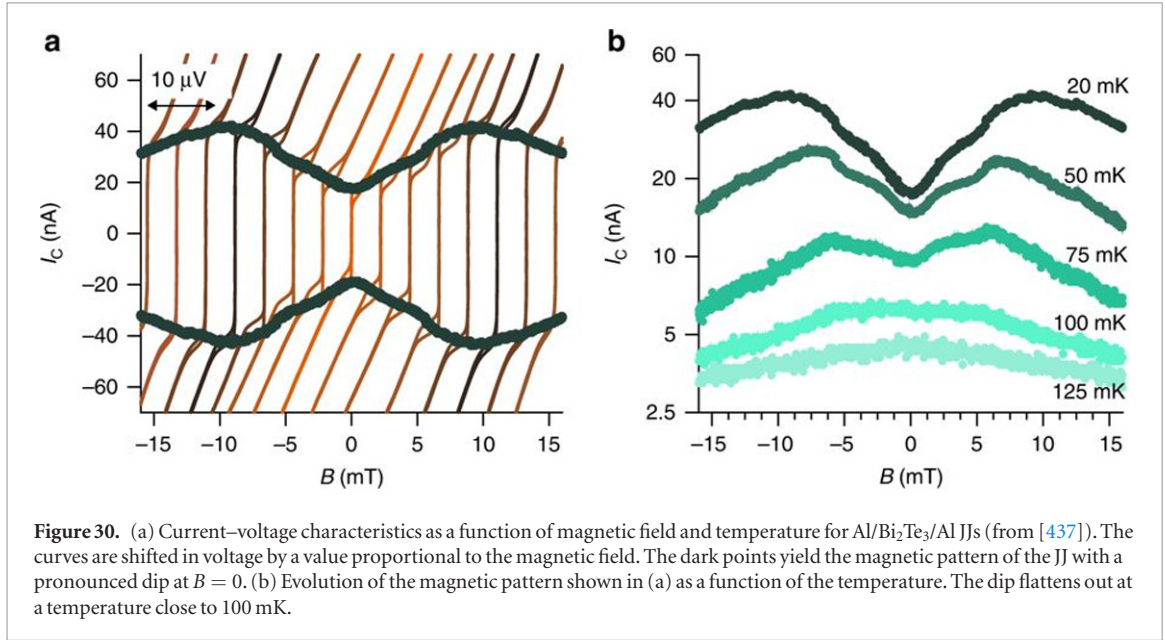 a
10 μV
60
40
20
0
−20
−40
−60
I_C (nA)
−15 −10 −5 0 5 10 15
B (mT)
b
60
40
20
10
5
2.5
I_C (nA)
20 mK
50 mK
75 mK
100 mK
125 mK
−15 −10 −5 0 5 10 15
B (mT)
Figure 30. (a) Current–voltage characteristics as a function of magnetic field and temperature for Al/Bi₂Te₃/Al JJs (from [437]). The
curves are shifted in voltage by a value proportional to the magnetic field. The dark points yield the magnetic pattern of the JJ with a
pronounced dip at B = 0. (b) Evolution of the magnetic pattern shown in (a) as a function of the temperature. The dip flattens out at
a temperature close to 100 mK.